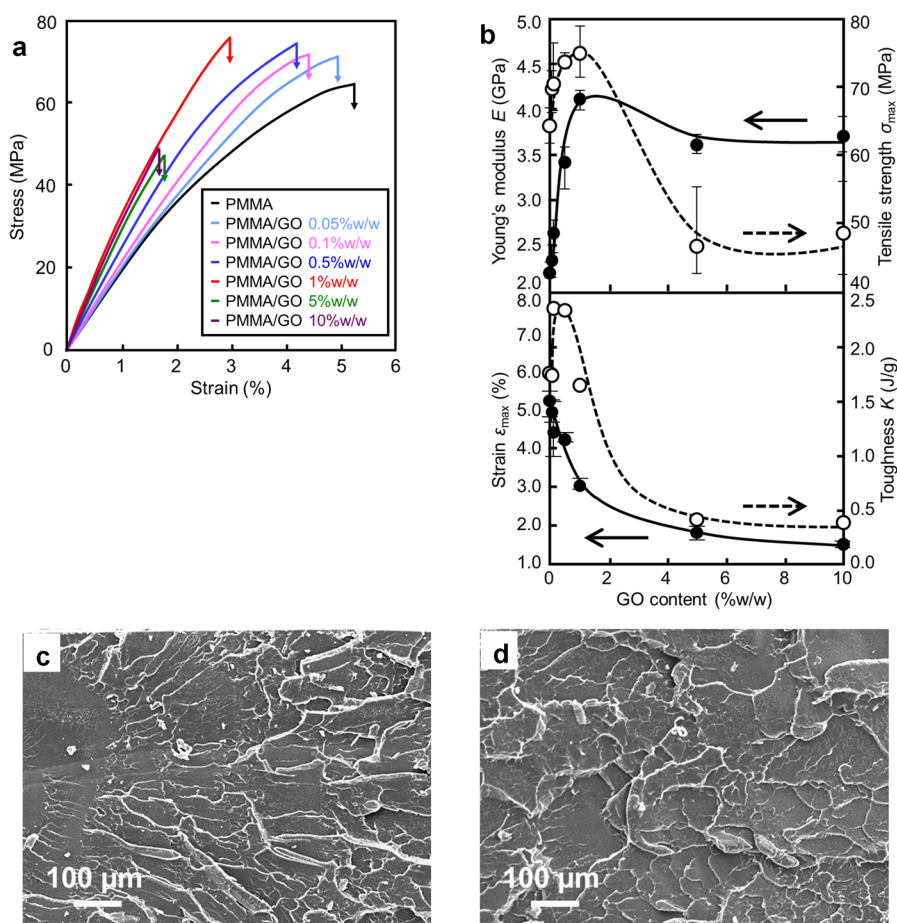 a
80
60
40
20
0
Stress (MPa)
0 1 2 3 4 5 6
Strain (%)
PMMA
PMMA/GO 0.05%w/w
PMMA/GO 0.1%w/w
PMMA/GO 0.5%w/w
PMMA/GO 1%w/w
PMMA/GO 5%w/w
PMMA/GO 10%w/w
b
Young's modulus E (GPa)
5.0
4.5
4.0
3.5
3.0
2.5
2.0
80
70
60
50
40
Tensile strength σmax (MPa)
Strain εmax (%)
8.0
7.0
6.0
5.0
4.0
3.0
2.0
1.0
2.5
2.0
1.5
1.0
0.5
0.0
Toughness K (J/g)
0 2 4 6 8 10
GO content (%w/w)
c
100 µm
d
100 µm